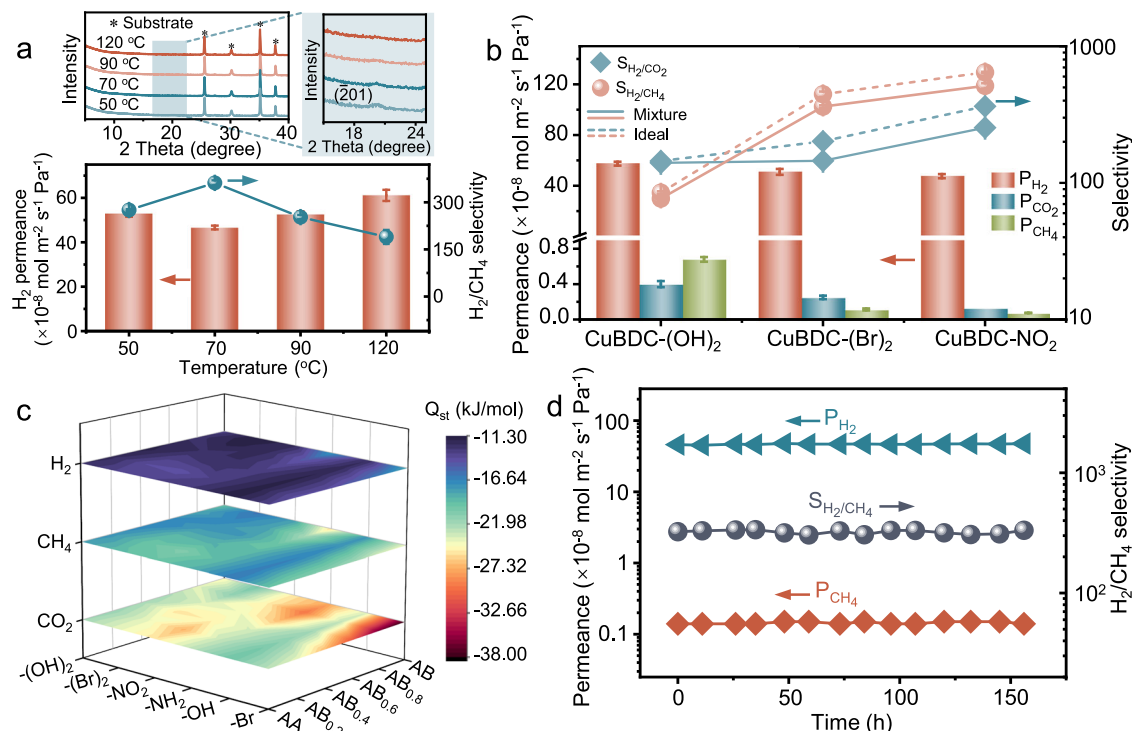 a
* Substrate
120 °C
90 °C
70 °C
50 °C
Intensity
10 20 30 40
2 Theta (degree)
Intensity
(2̄01)
15 24
2 Theta (degree)
H2 permeance
(×10-8 mol m-2 s-1 Pa-1)
60
40
20
0
300
150
0
H2/CH4 selectivity
50 70 90 120
Temperature (°C)
b
SH2/CO2
SH2/CH4
Mixture
Ideal
Permeance (×10-8 mol m-2 s-1 Pa-1)
120
80
40
0.8
0.4
0.0
1000
100
10
Selectivity
PH2
PCO2
PCH4
CuBDC-(OH)2 CuBDC-(Br)2 CuBDC-NO2
c
Qst (kJ/mol)
-11.30
-16.64
-21.98
-27.32
-32.66
-38.00
H2
CH4
CO2
-(OH)2
-(Br)2
-NO2
-NH2
-OH
-Br
AA
AB0.4
AB0.6
AB0.8
AB
d
PH2
SH2/CH4
PCH4
Permeance (×10-8 mol m-2 s-1 Pa-1)
100
10
1
0.1
103
102
H2/CH4 selectivity
0 50 100 150
Time (h)